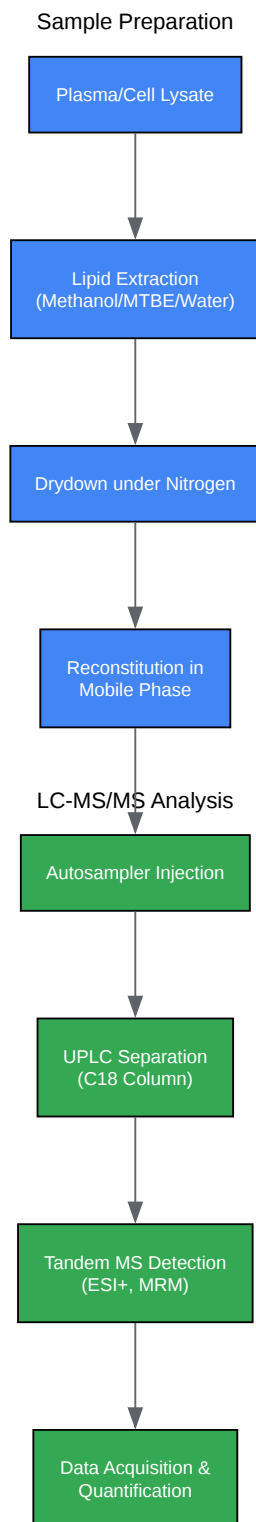 Sample Preparation
Plasma/Cell Lysate
Lipid Extraction
(Methanol/MTBE/Water)
Drydown under Nitrogen
Reconstitution in
Mobile Phase
LC-MS/MS Analysis
Autosampler Injection
UPLC Separation
(C18 Column)
Tandem MS Detection
(ESI+, MRM)
Data Acquisition &
Quantification